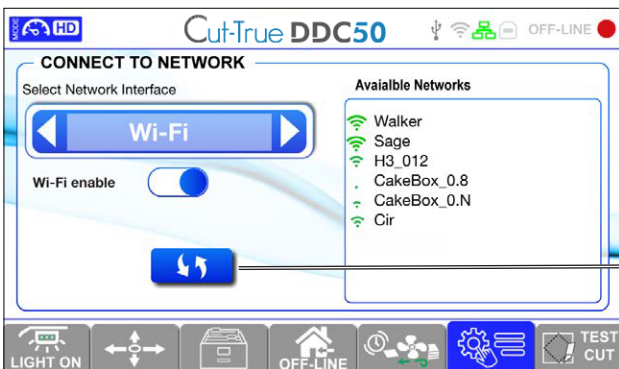 MODE HD Cut-True DDC50 OFF-LINE
CONNECT TO NETWORK
Select Network Interface
Wi-Fi
Wi-Fi enable
Avaialble Networks
Walker
Sage
H3_012
CakeBox_0.8
CakeBox_0.N
Cir
LIGHT ON
OFF-LINE
TEST
CUT